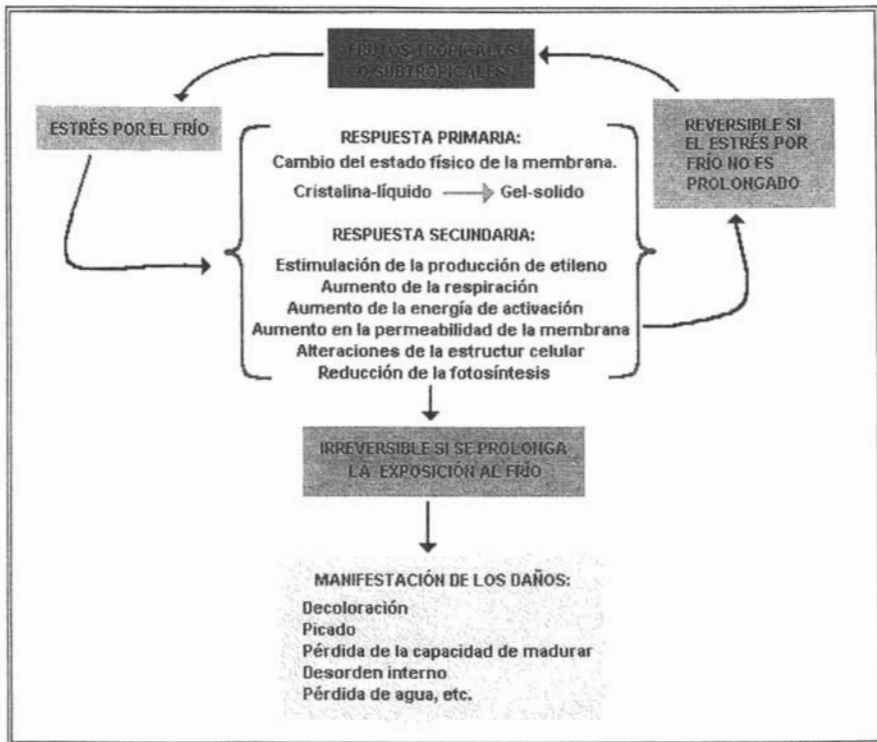 FRUTOS TROPICALES
O SUBTROPICALES
ESTRÉS POR EL FRÍO
RESPUESTA PRIMARIA:
Cambio del estado físico de la membrana.
Cristalina-líquido
Gel-solido
RESPUESTA SECUNDARIA:
Estimulación de la producción de etileno
Aumento de la respiración
Aumento de la energía de activación
Aumento en la permeabilidad de la membrana
Alteraciones de la estructur celular
Reducción de la fotosíntesis
REVERSIBLE SI
EL ESTRÉS POR
FRÍO NO ES
PROLONGADO
IRREVERSIBLE SI SE PROLONGA
LA EXPOSICIÓN AL FRÍO
MANIFESTACIÓN DE LOS DAÑOS:
Decoloración
Picado
Pérdida de la capacidad de madurar
Desorden interno
Pérdida de agua, etc.